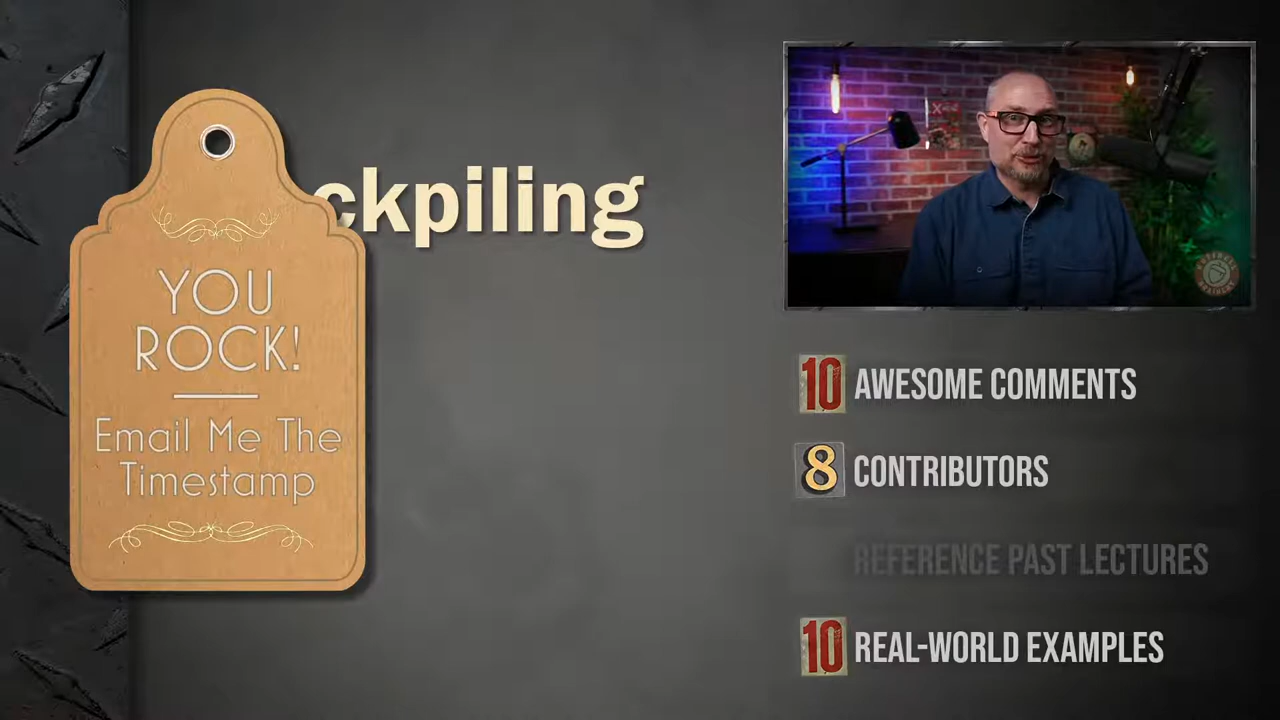 ckpiling
YOU
ROCK!
Email Me The
Timestamp
10 AWESOME COMMENTS
8 CONTRIBUTORS
REFERENCE PAST LECTURES
10 REAL-WORLD EXAMPLES